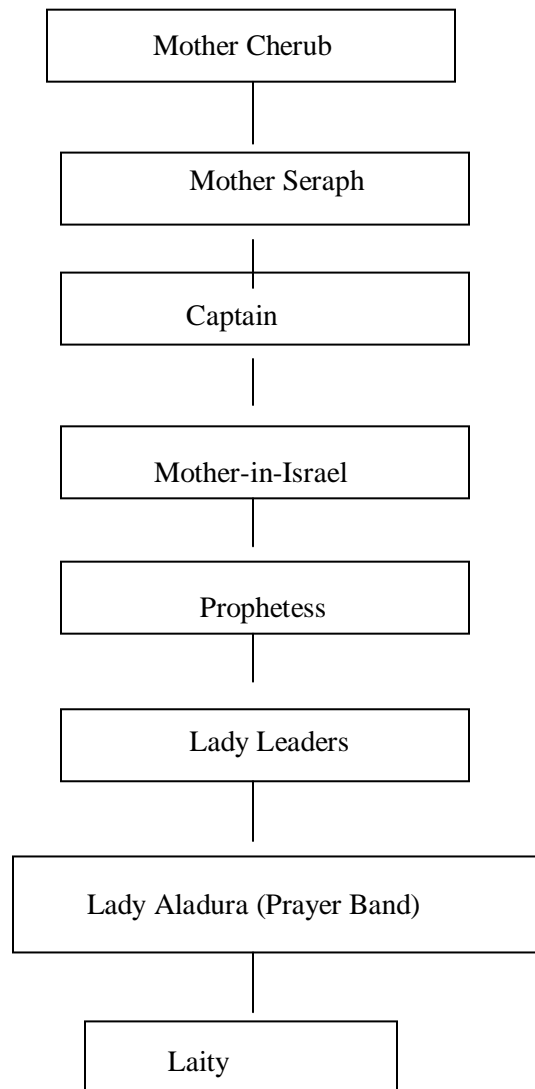 Mother Cherub
Mother Seraph
Captain
Mother-in-Israel
Prophetess
Lady Leaders
Lady Aladura (Prayer Band)
Laity